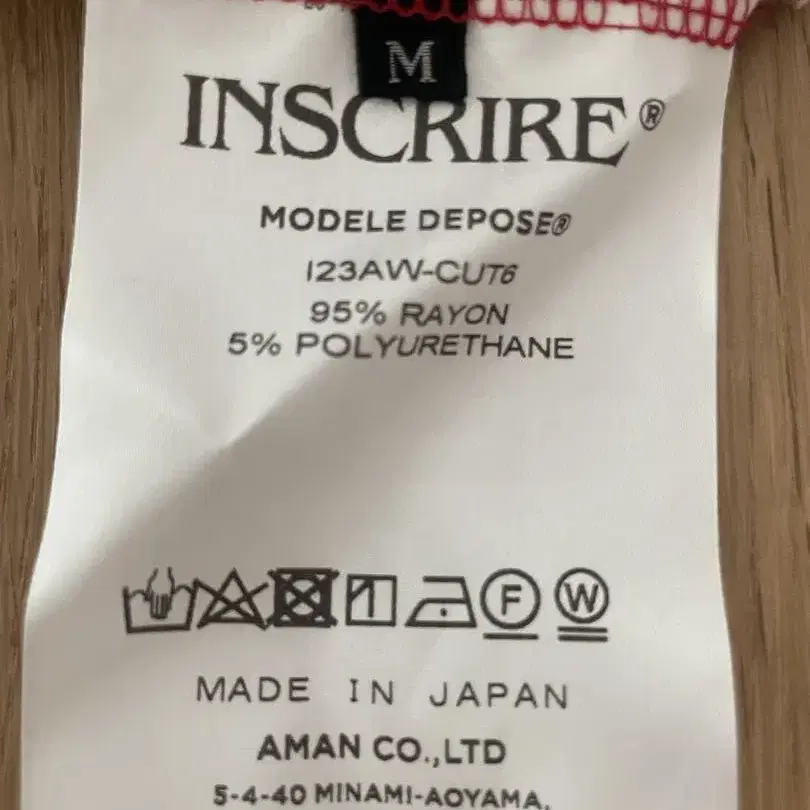 M
INSCRIRE®
MODELE DEPOSE®
I23AW-CUT6
95% RAYON
5% POLYURETHANE
F W
MADE IN JAPAN
AMAN CO.,LTD
5-4-40 MINAMI-AOYAMA,